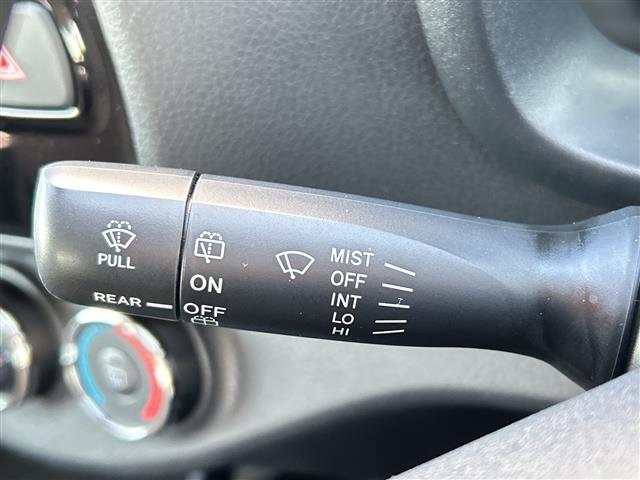 PULL
REAR
ON
OFF
MIST
OFF
INT
LO
HI